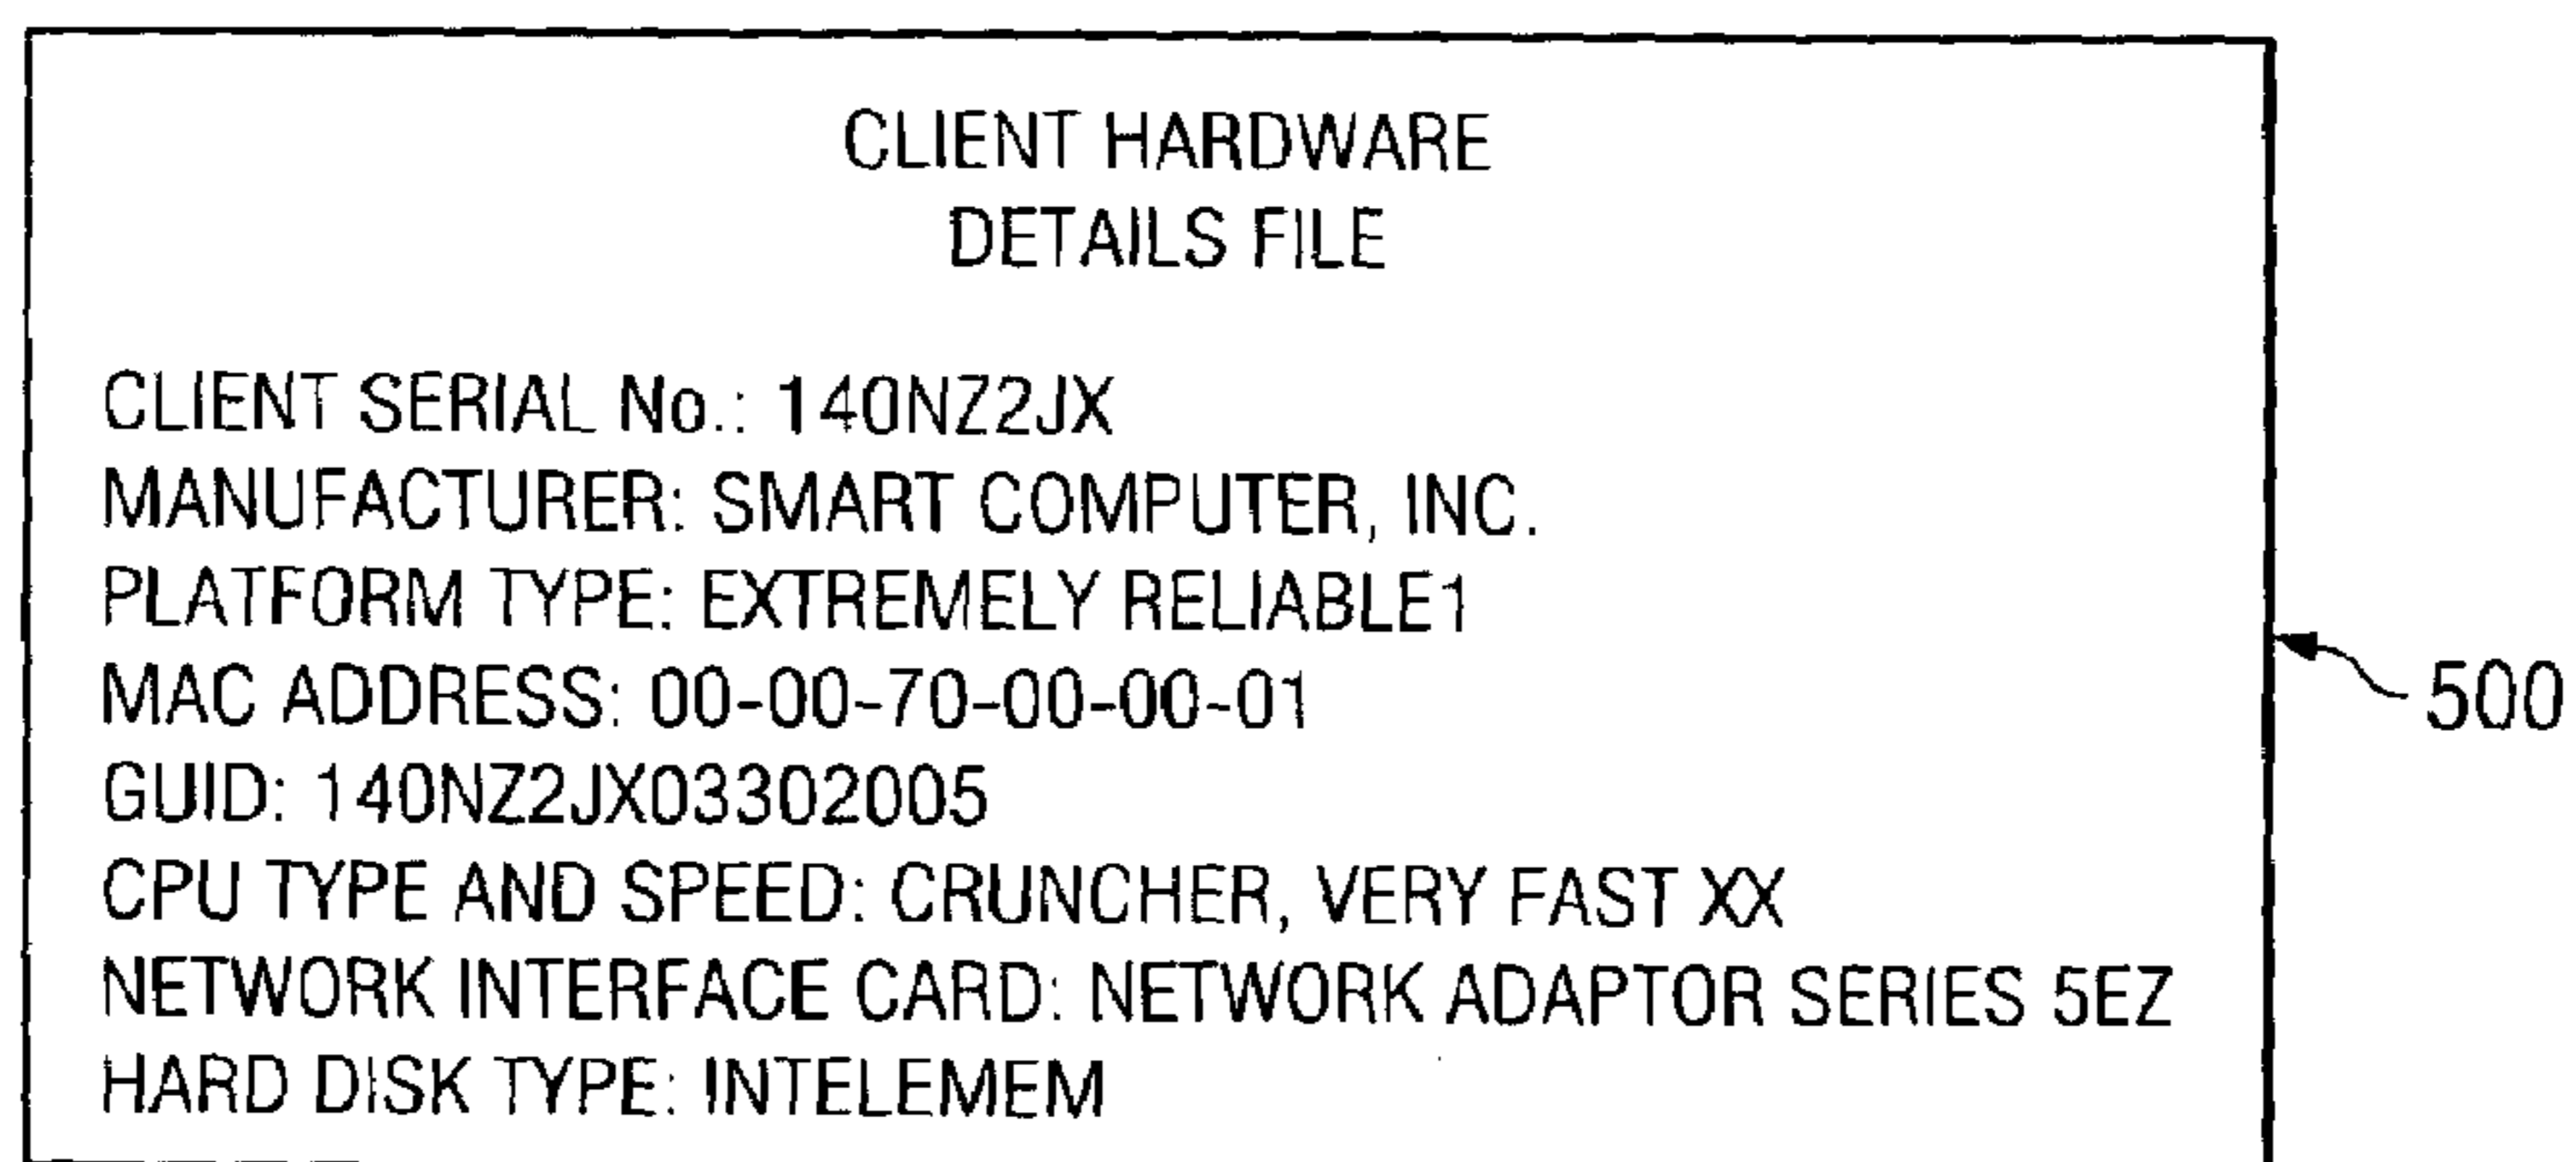 CLIENT HARDWARE
DETAILS FILE
CLIENT SERIAL No.: 140NZ2JX
MANUFACTURER: SMART COMPUTER, INC.
PLATFORM TYPE: EXTREMELY RELIABLE1
MAC ADDRESS: 00-00-70-00-00-01
500
GUID: 140NZ2JX03302005
CPU TYPE AND SPEED: CRUNCHER, VERY FAST XX
NETWORK INTERFACE CARD: NETWORK ADAPTOR SERIES 5EZ
HARD DISK TYPE: INTELEMEM